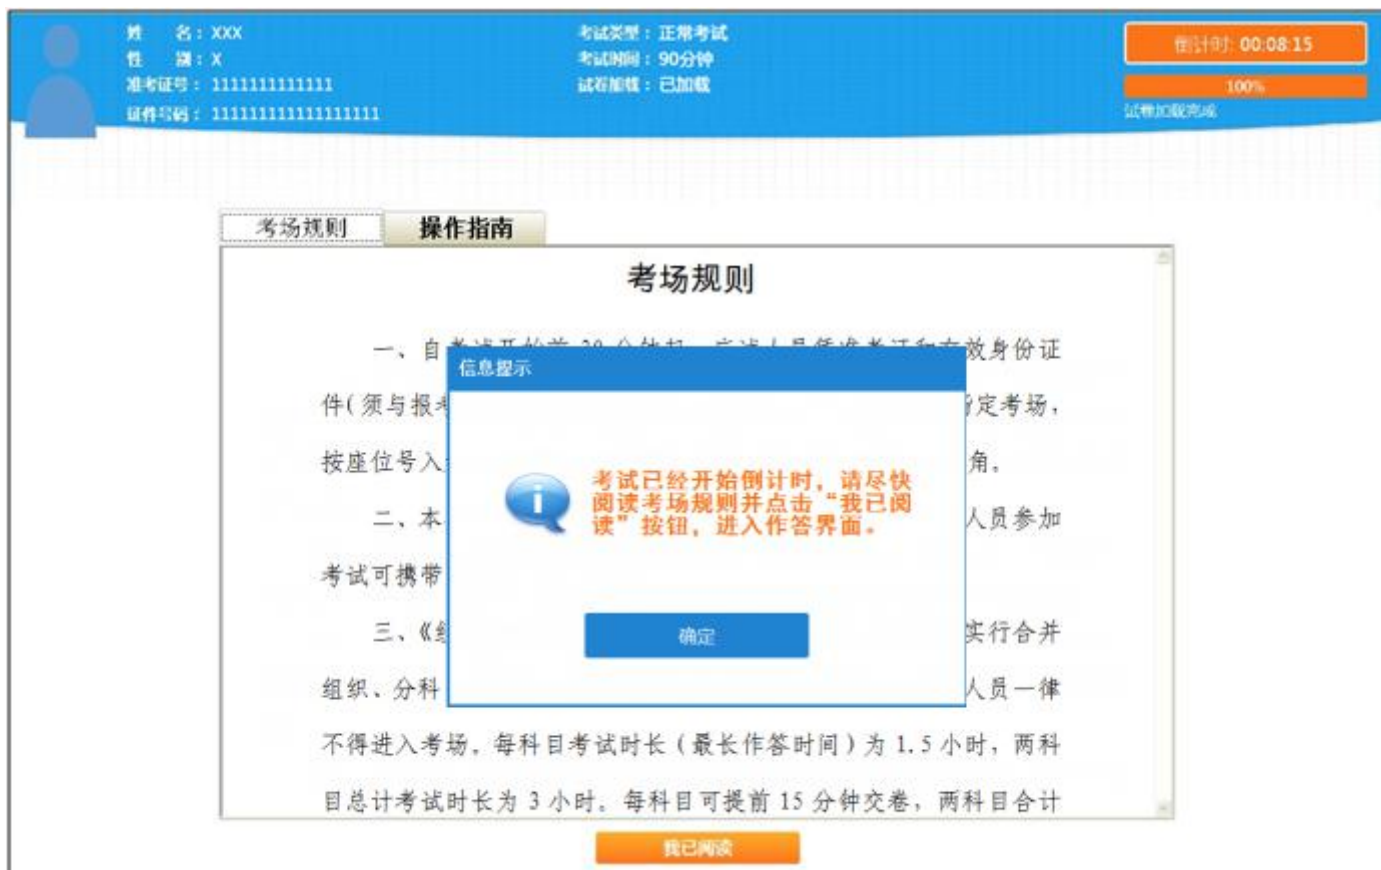 姓 名：XXX
性 别：X
准考证号：1111111111111
证件号码：111111111111111111
考试类型：正常考试
考试时间：90分钟
试卷加载：已加载
倒计时: 00:08:15
100%
试卷加载完成
考场规则
操作指南
考场规则
一、自
效身份证
件(须与报考
定考场，
按座位号入
角。
二、本
人员参加
考试可携带
三、《
实行合并
组织、分科
人员一律
不得进入考场。每科目考试时长（最长作答时间）为 1.5 小时，两科
目总计考试时长为 3 小时。每科目可提前 15 分钟交卷，两科目合计
信息提示
考试已经开始倒计时，请尽快
阅读考场规则并点击“我已阅
读”按钮，进入作答界面。
确定
我已阅读